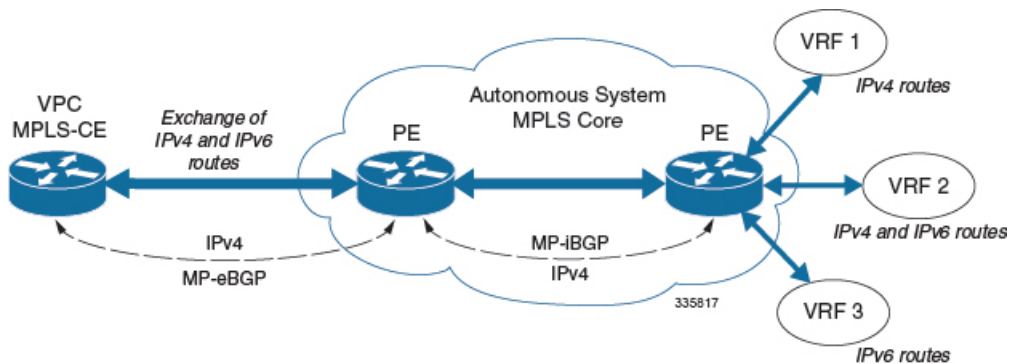 VPC
MPLS-CE
Exchange of
IPv4 and IPv6
routes
Autonomous System
MPLS Core
PE
PE
VRF 1
IPv4 routes
VRF 2
IPv4 and IPv6 routes
VRF 3
IPv6 routes
IPv4
MP-eBGP
MP-iBGP
IPv4
335817